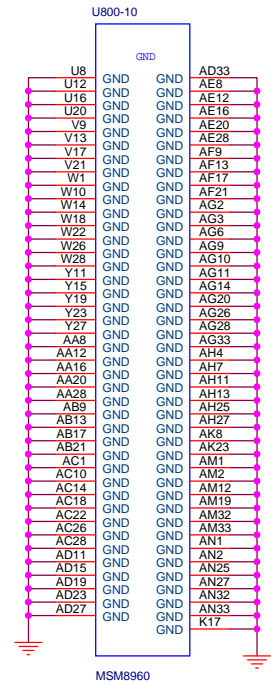 U800-10
GND
U8 GND GND AD33
U12 GND GND AE8
U16 GND GND AE12
U20 GND GND AE16
V9 GND GND AE20
V13 GND GND AE28
V17 GND GND AF9
V21 GND GND AF13
W1 GND GND AF17
W10 GND GND AF21
W14 GND GND AG2
W18 GND GND AG3
W22 GND GND AG6
W26 GND GND AG9
W28 GND GND AG10
Y11 GND GND AG11
Y15 GND GND AG14
Y19 GND GND AG20
Y23 GND GND AG26
Y27 GND GND AG28
AA8 GND GND AG33
AA12 GND GND AH4
AA16 GND GND AH7
AA20 GND GND AH11
AA28 GND GND AH13
AB9 GND GND AH25
AB13 GND GND AH27
AB17 GND GND AK8
AB21 GND GND AK23
AC1 GND GND AM1
AC10 GND GND AM2
AC14 GND GND AM12
AC18 GND GND AM19
AC22 GND GND AM32
AC26 GND GND AM33
AC28 GND GND AN1
AD11 GND GND AN2
AD15 GND GND AN25
AD19 GND GND AN27
AD23 GND GND AN32
AD27 GND GND AN33
GND K17
MSM8960